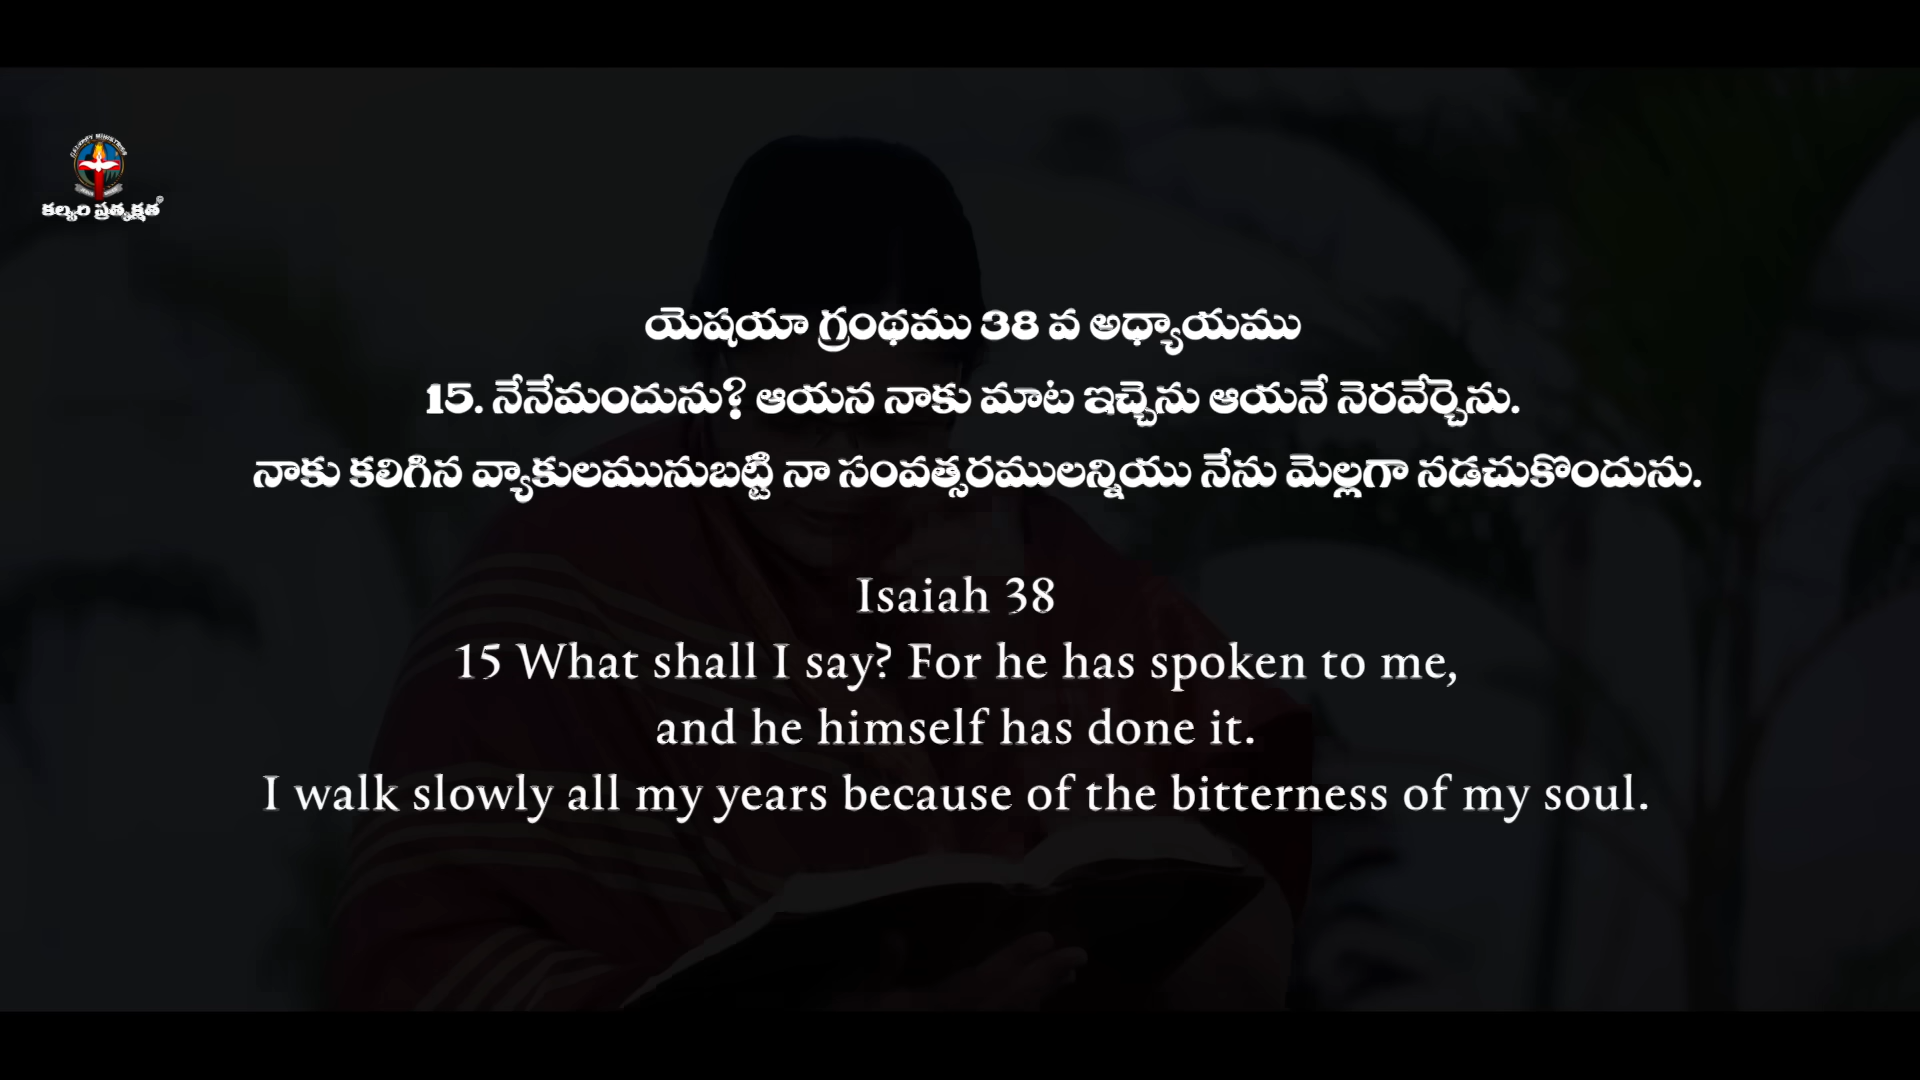 కల్వరి ప్రత్యక్షత
యెషయా గ్రంథము 38 వ అధ్యాయము
15. నేనేమందును? ఆయన నాకు మాట ఇచ్చెను ఆయనే నెరవేర్చెను.
నాకు కలిగిన వ్యాకులమునుబట్టి నా సంవత్సరములన్నియు నేను మెల్లగా నడచుకొందును.
Isaiah 38
15 What shall I say? For he has spoken to me,
and he himself has done it.
I walk slowly all my years because of the bitterness of my soul.